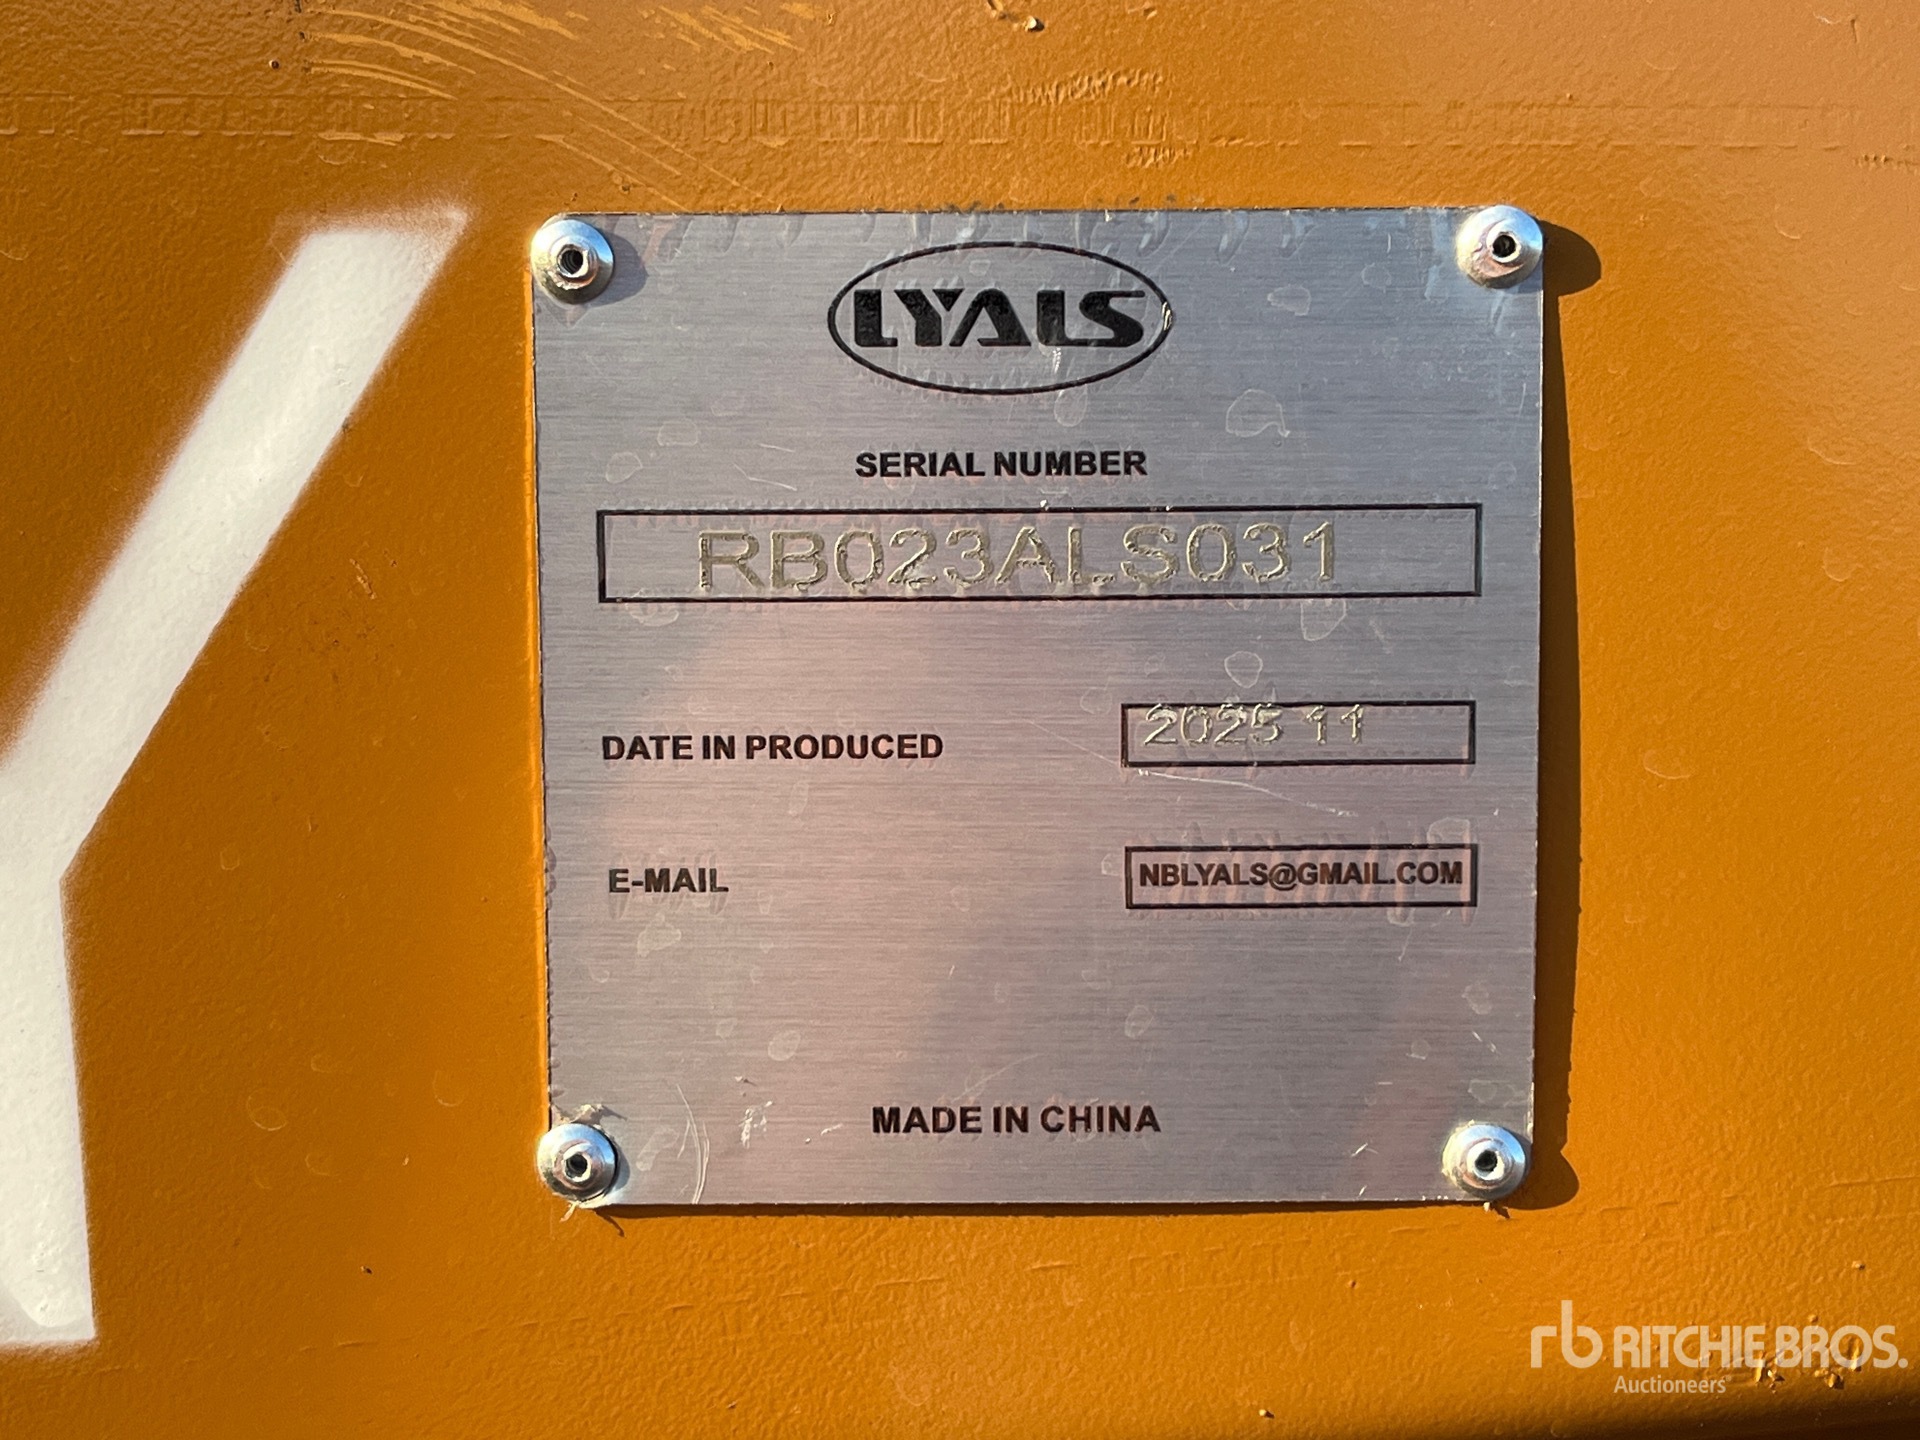 LYALS
SERIAL NUMBER
RB023ALS031
DATE IN PRODUCED
2025 11
E-MAIL
NBLYALS@GMAIL.COM
MADE IN CHINA
rb RITCHIE BROS.
Auctioneers